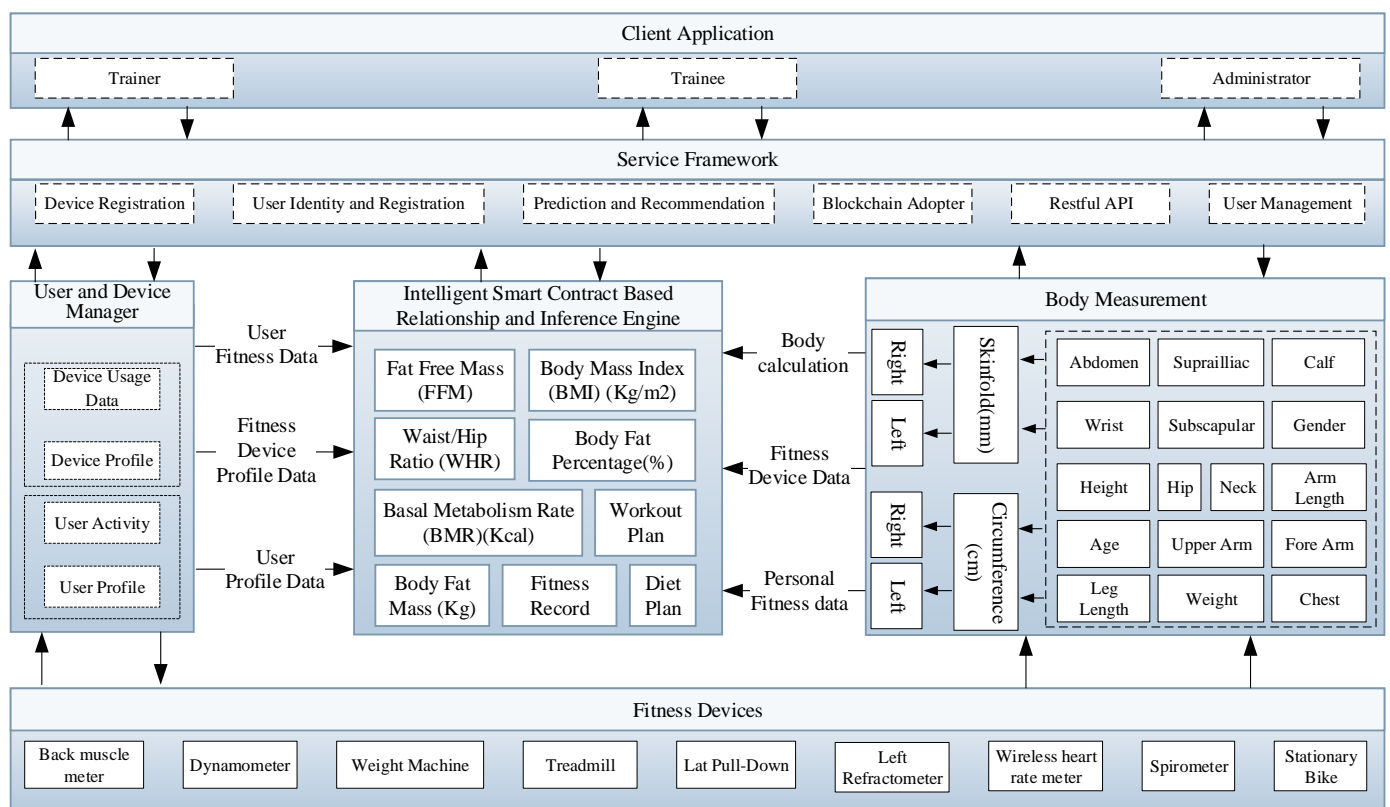 Client Application
Trainer
Trainee
Administrator
Service Framework
Device Registration
User Identity and Registration
Prediction and Recommendation
Blockchain Adopter
Restful API
User Management
User and Device
Manager
Device Usage
Data
Device Profile
User Activity
User Profile
User
Fitness Data
Fitness
Device
Profile Data
User
Profile Data
Intelligent Smart Contract Based
Relationship and Inference Engine
Fat Free Mass
(FFM)
Body Mass Index
(BMI) (Kg/m2)
Waist/Hip
Ratio (WHR)
Body Fat
Percentage(%)
Basal Metabolism Rate
(BMR)(Kcal)
Workout
Plan
Body Fat
Mass (Kg)
Fitness
Record
Diet
Plan
Body
calculation
Fitness
Device Data
Personal
Fitness data
Body Measurement
Right
Left
Skinfold(mm)
Right
Left
Circumference
(cm)
Abdomen
Suprailliac
Calf
Wrist
Subscapular
Gender
Height
Hip
Neck
Arm
Length
Age
Upper Arm
Fore Arm
Leg
Length
Weight
Chest
Fitness Devices
Back muscle
meter
Dynamometer
Weight Machine
Treadmill
Lat Pull-Down
Left
Refractometer
Wireless heart
rate meter
Spirometer
Stationary
Bike